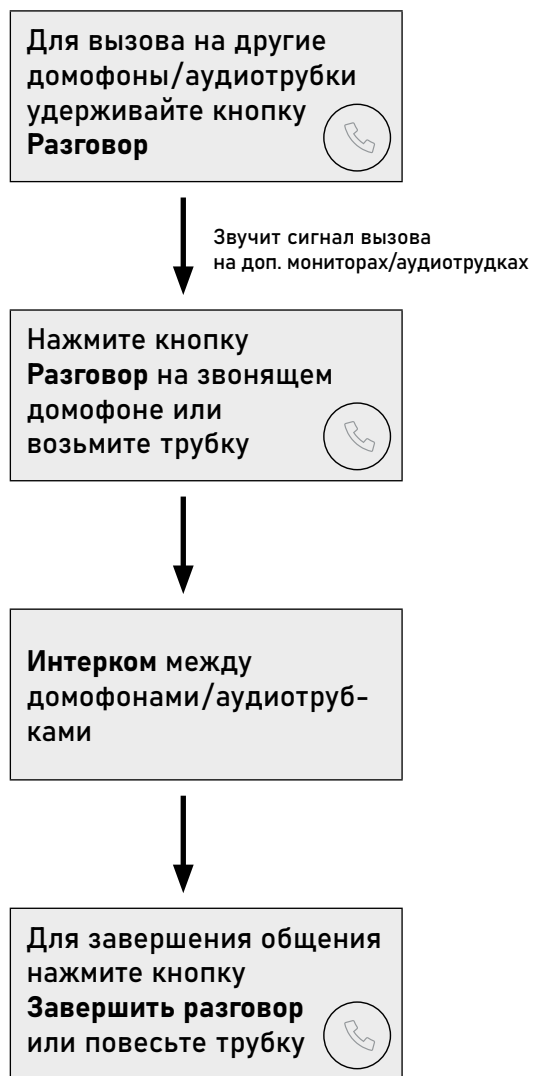 Для вызова на другие
домофоны/аудиотрубки
удерживайте кнопку
Разговор
Звучит сигнал вызова
на доп. мониторах/аудиотрудках
Нажмите кнопку
Разговор на звонящем
домофоне или
возьмите трубку
Интерком между
домофонами/аудиотруб-
ками
Для завершения общения
нажмите кнопку
Завершить разговор
или повесьте трубку